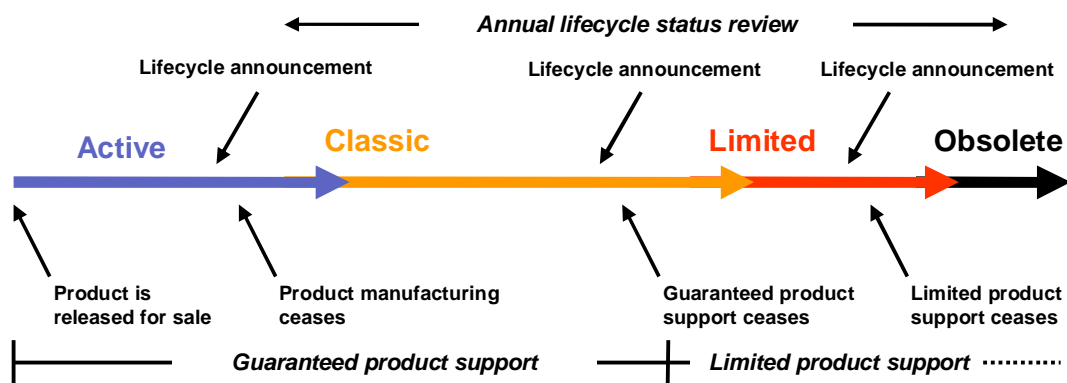 Annual lifecycle status review
Lifecycle announcement
Lifecycle announcement
Lifecycle announcement
Active
Classic
Limited
Obsolete
Product is
released for sale
Product manufacturing
ceases
Guaranteed product
support ceases
Limited product
support ceases
Guaranteed product support
Limited product support